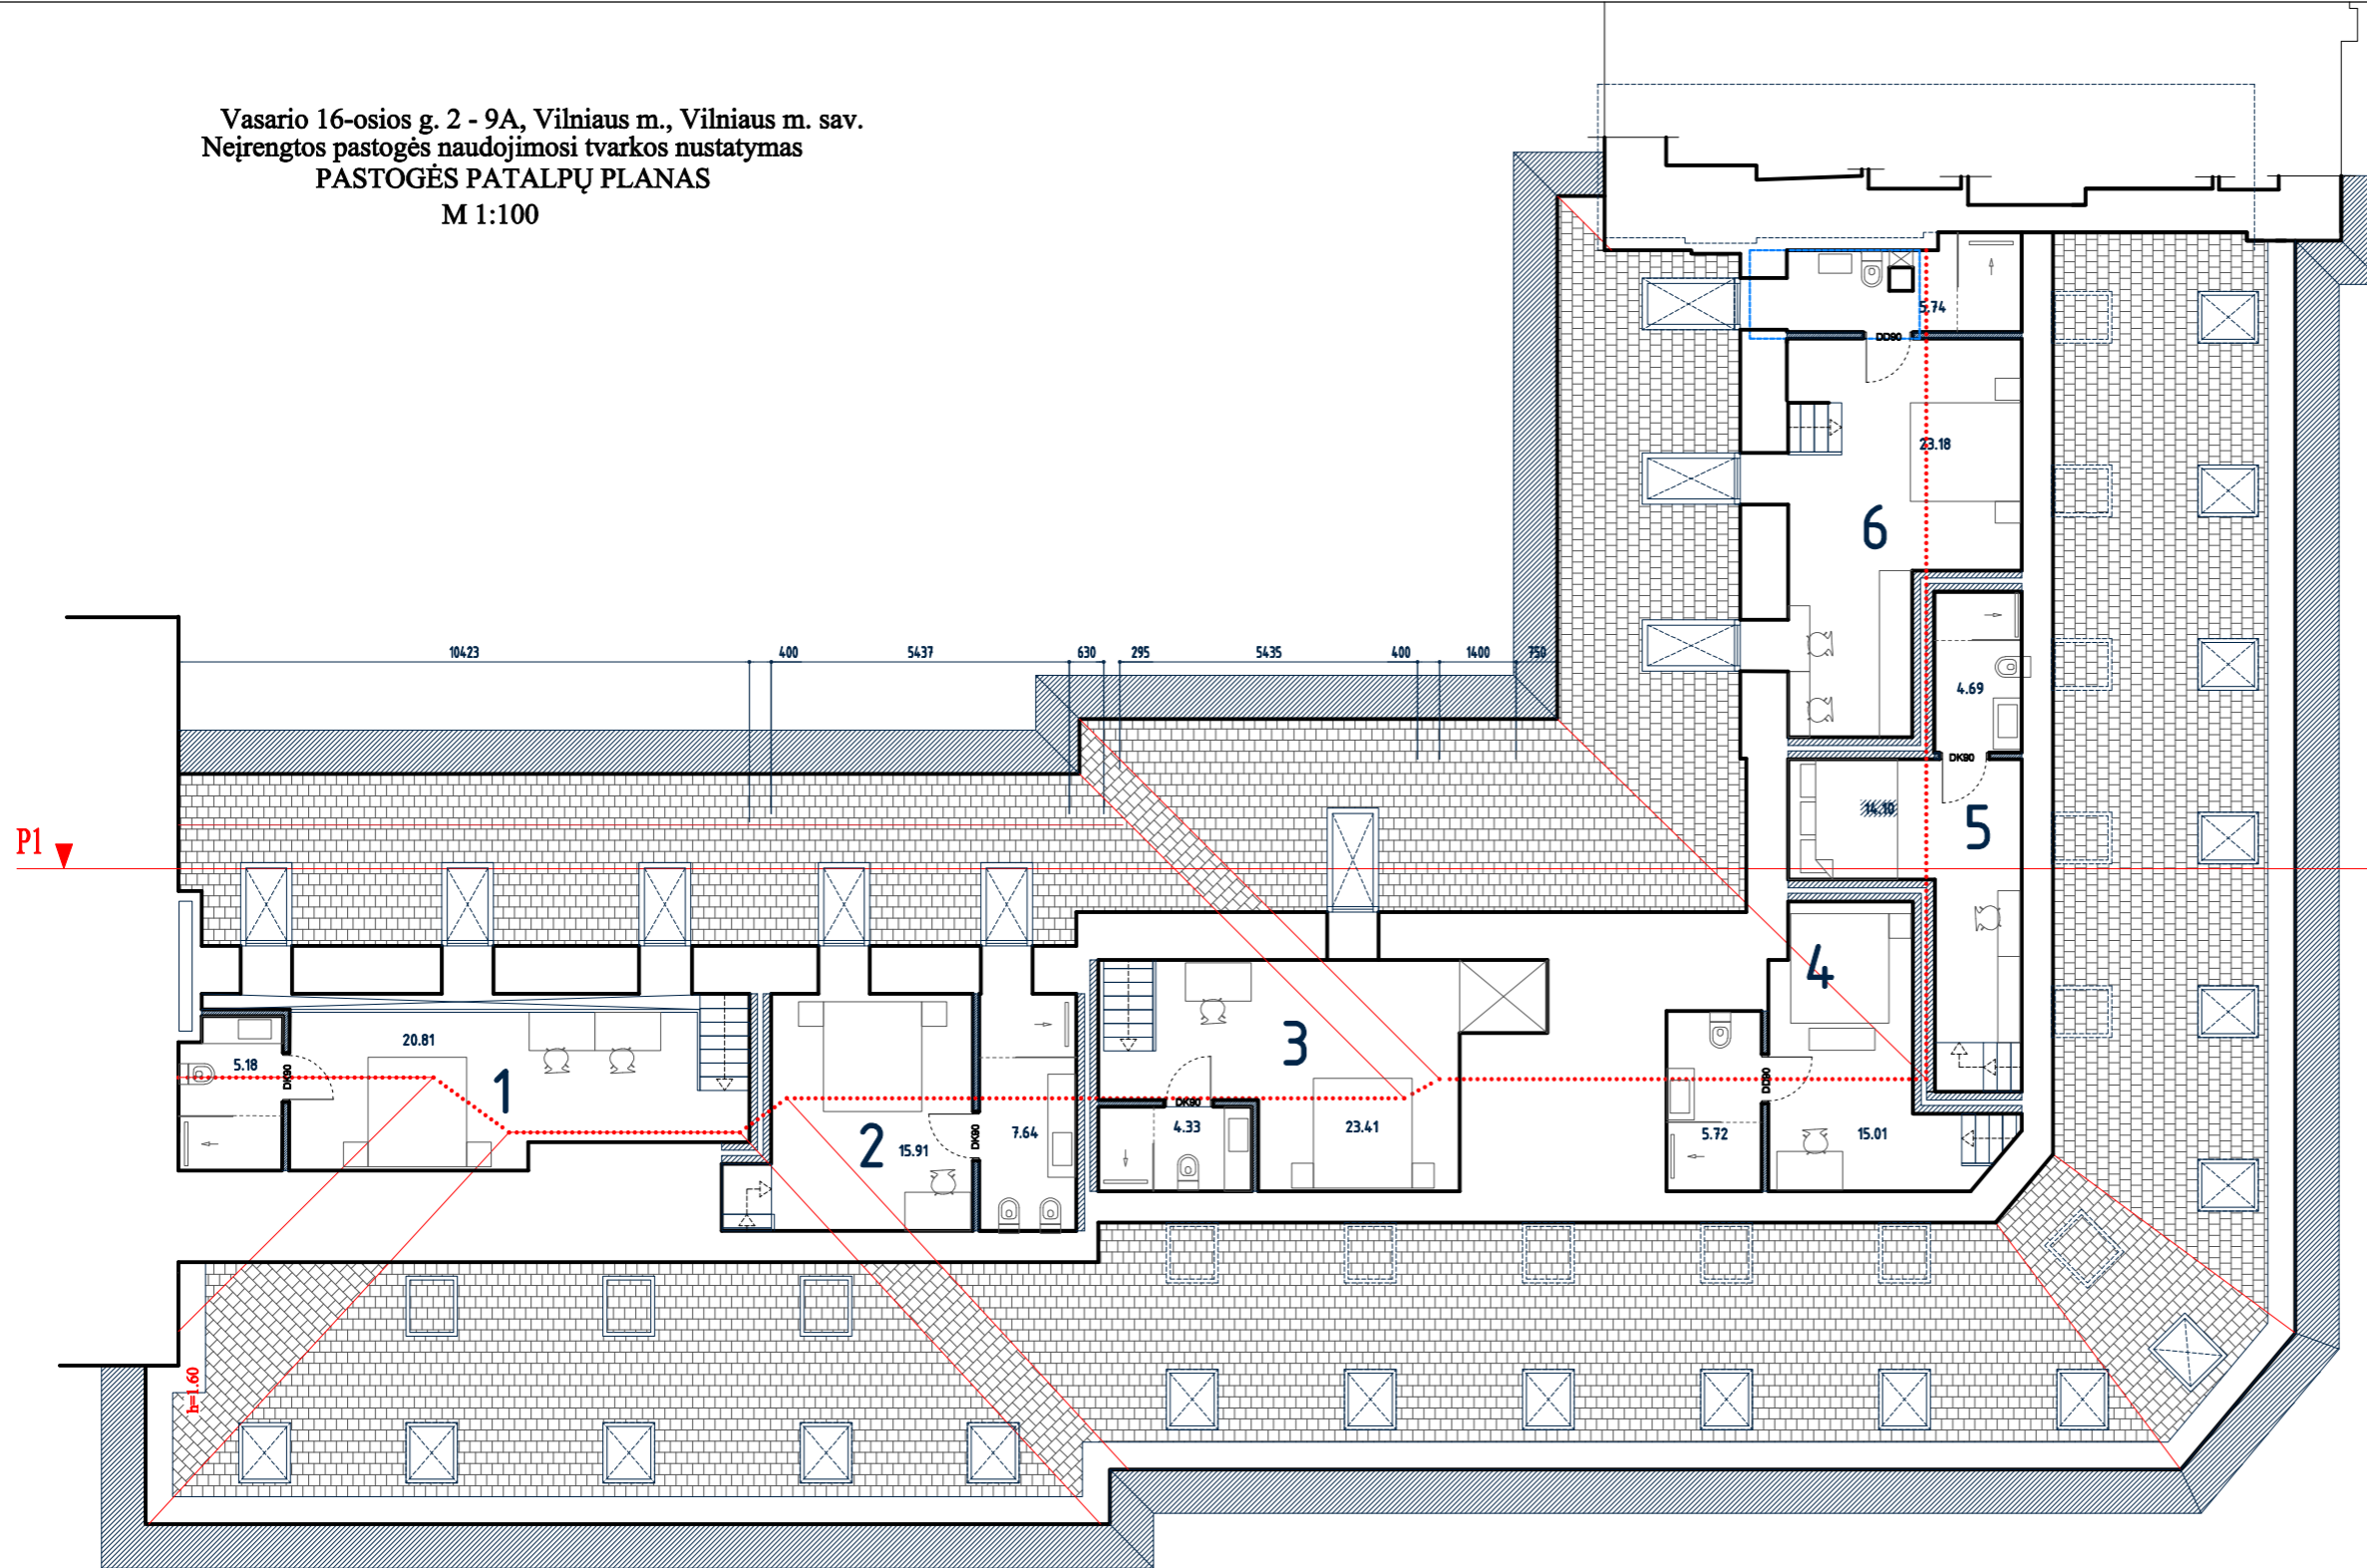 Vasario 16-osios g. 2 - 9A, Vilniaus m., Vilniaus m. sav.
Neįrengtos pastogės naudojimosi tvarkos nustatymas
PASTOGĖS PATALPŲ PLANAS
M 1:100
5.74
DD90
23.18
6
10423 400 5437 630 295 5435 400 1400 750
4.69
DK90
14.10
5
P1
4
3
20.81
5.18
DK90
1
DK90
4.33
23.41
2
15.91
DK90
7.64
DD90
5.72
15.01
h=1.60